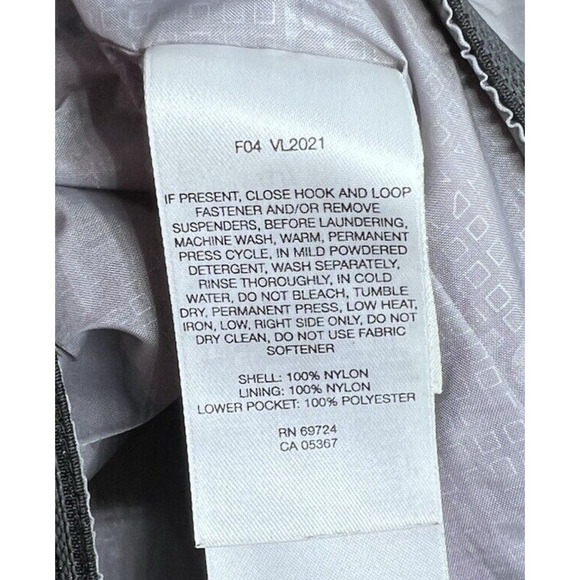 F04 VL2021
IF PRESENT, CLOSE HOOK AND LOOP
FASTENER AND/OR REMOVE
SUSPENDERS, BEFORE LAUNDERING,
MACHINE WASH, WARM, PERMANENT
PRESS CYCLE, IN MILD POWDERED
DETERGENT, WASH SEPARATELY,
RINSE THOROUGHLY, IN COLD
WATER, DO NOT BLEACH, TUMBLE
DRY, PERMANENT PRESS, LOW HEAT,
IRON, LOW, RIGHT SIDE ONLY, DO NOT
DRY CLEAN, DO NOT USE FABRIC
SOFTENER
SHELL: 100% NYLON
LINING: 100% NYLON
LOWER POCKET: 100% POLYESTER
RN 69724
CA 05367